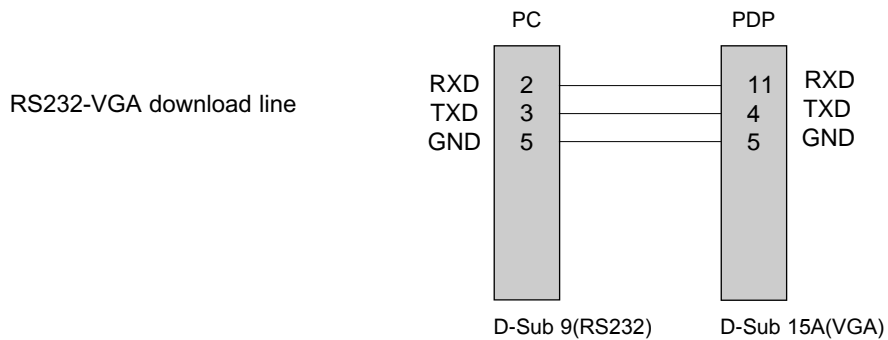 PC PDP
RXD 2 11 RXD
RS232-VGA download line TXD 3 4 TXD
GND 5 5 GND
D-Sub 9(RS232) D-Sub 15A(VGA)